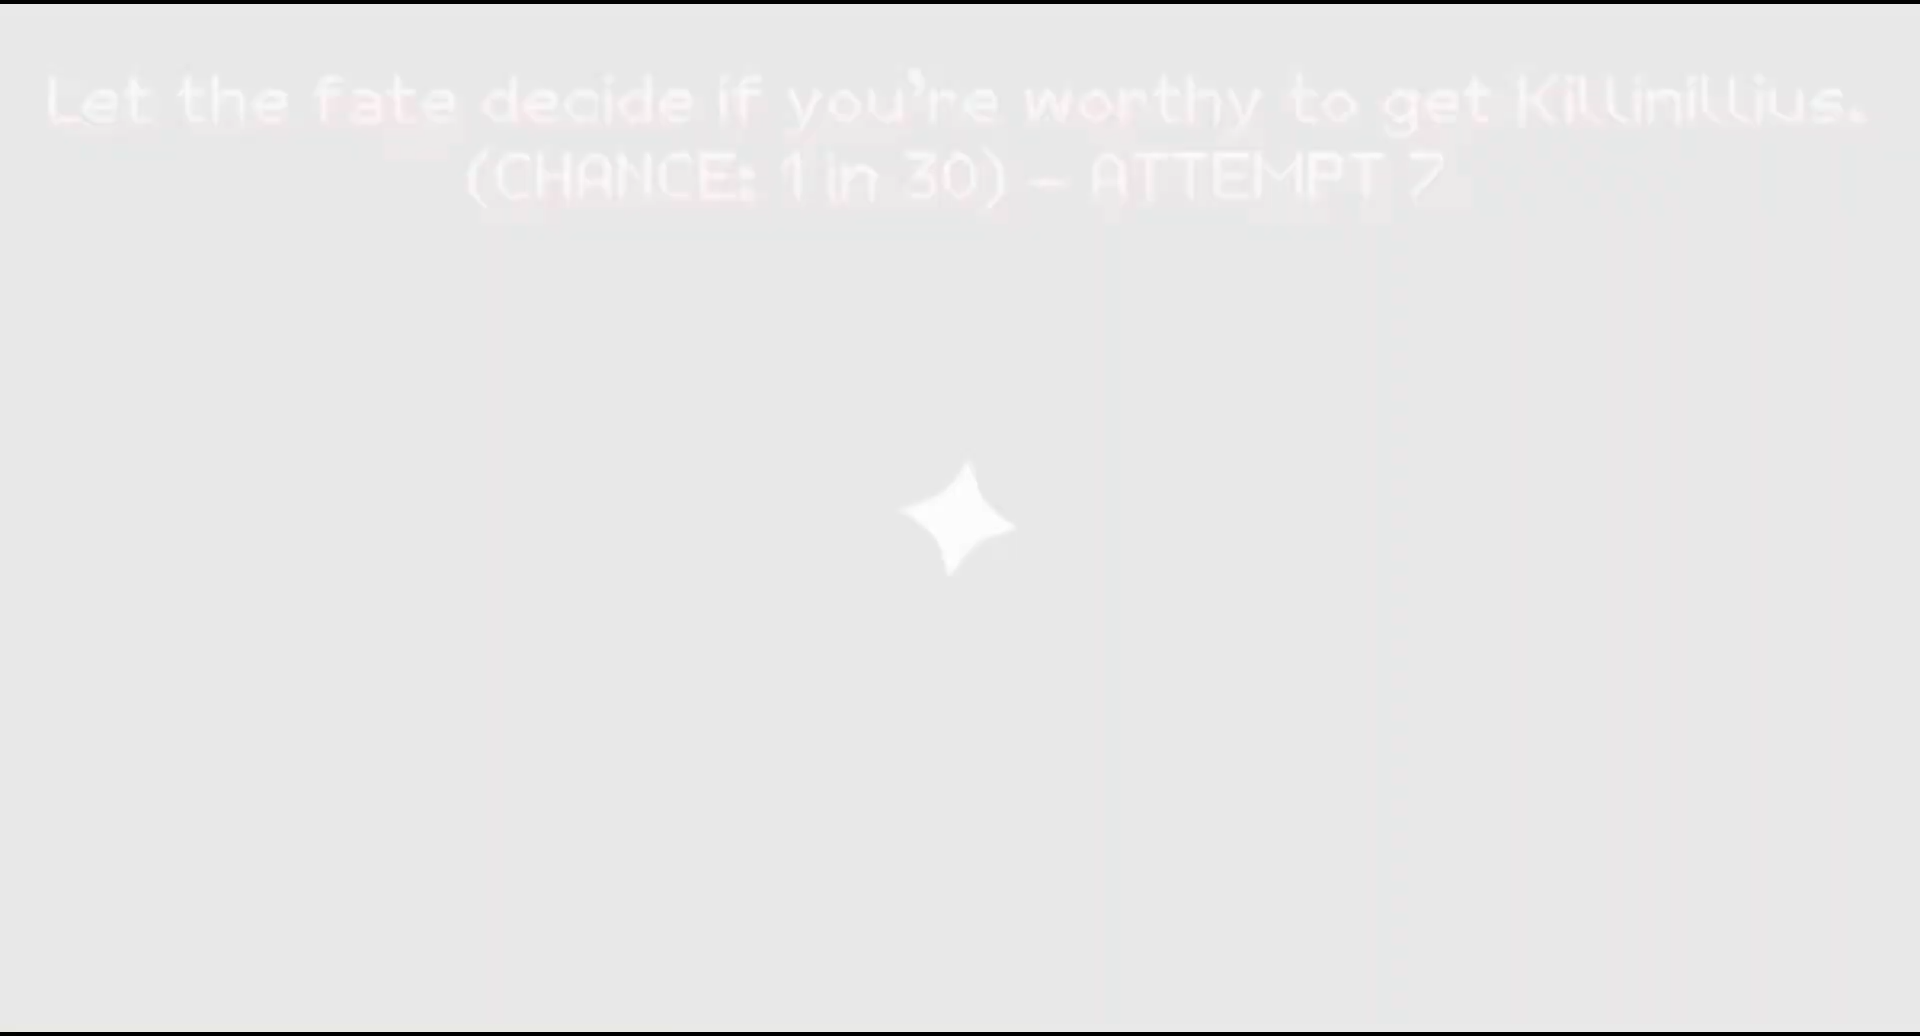 Let the fate decide if you're worthy to get Killinillius.
(CHANCE: 1 in 30) – ATTEMPT 7